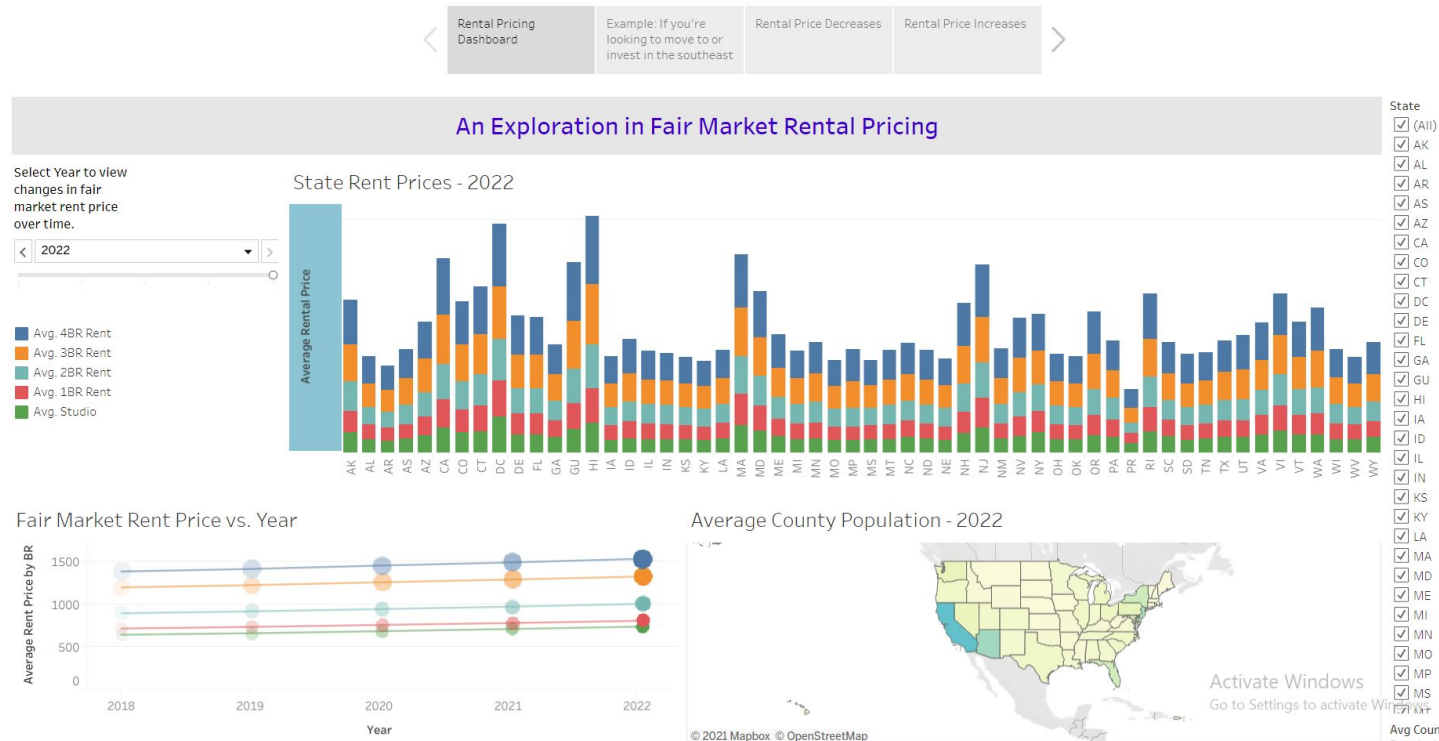 Rental Pricing
Dashboard
Example: If you're
looking to move to or
invest in the southeast
Rental Price Decreases
Rental Price Increases
An Exploration in Fair Market Rental Pricing
Select Year to view
changes in fair
market rent price
over time.
2022
Avg. 4BR Rent
Avg. 3BR Rent
Avg. 2BR Rent
Avg. 1BR Rent
Avg. Studio
State Rent Prices - 2022
Average Rental Price
AK AL AR AS AZ CA CO CT DC DE FL GA GU HI IA ID IL IN KS KY LA MA MD ME MI MN MO MP MS MT NC ND NE NH NJ NM NV NY OH OK OR PA PR RI SC SD TN TX UT VA VI VT WA WI WV WY
State
(All)
AK
AL
AR
AS
AZ
CA
CO
CT
DC
DE
FL
GA
GU
HI
IA
ID
IL
IN
KS
KY
LA
MA
MD
ME
MI
MN
MO
MP
MS
Avg Coun
Fair Market Rent Price vs. Year
Average Rent Price by BR
1500
1000
500
0
2018 2019 2020 2021 2022
Year
Average County Population - 2022
© 2021 Mapbox © OpenStreetMap
Activate Windows
Go to Settings to activate Windows.